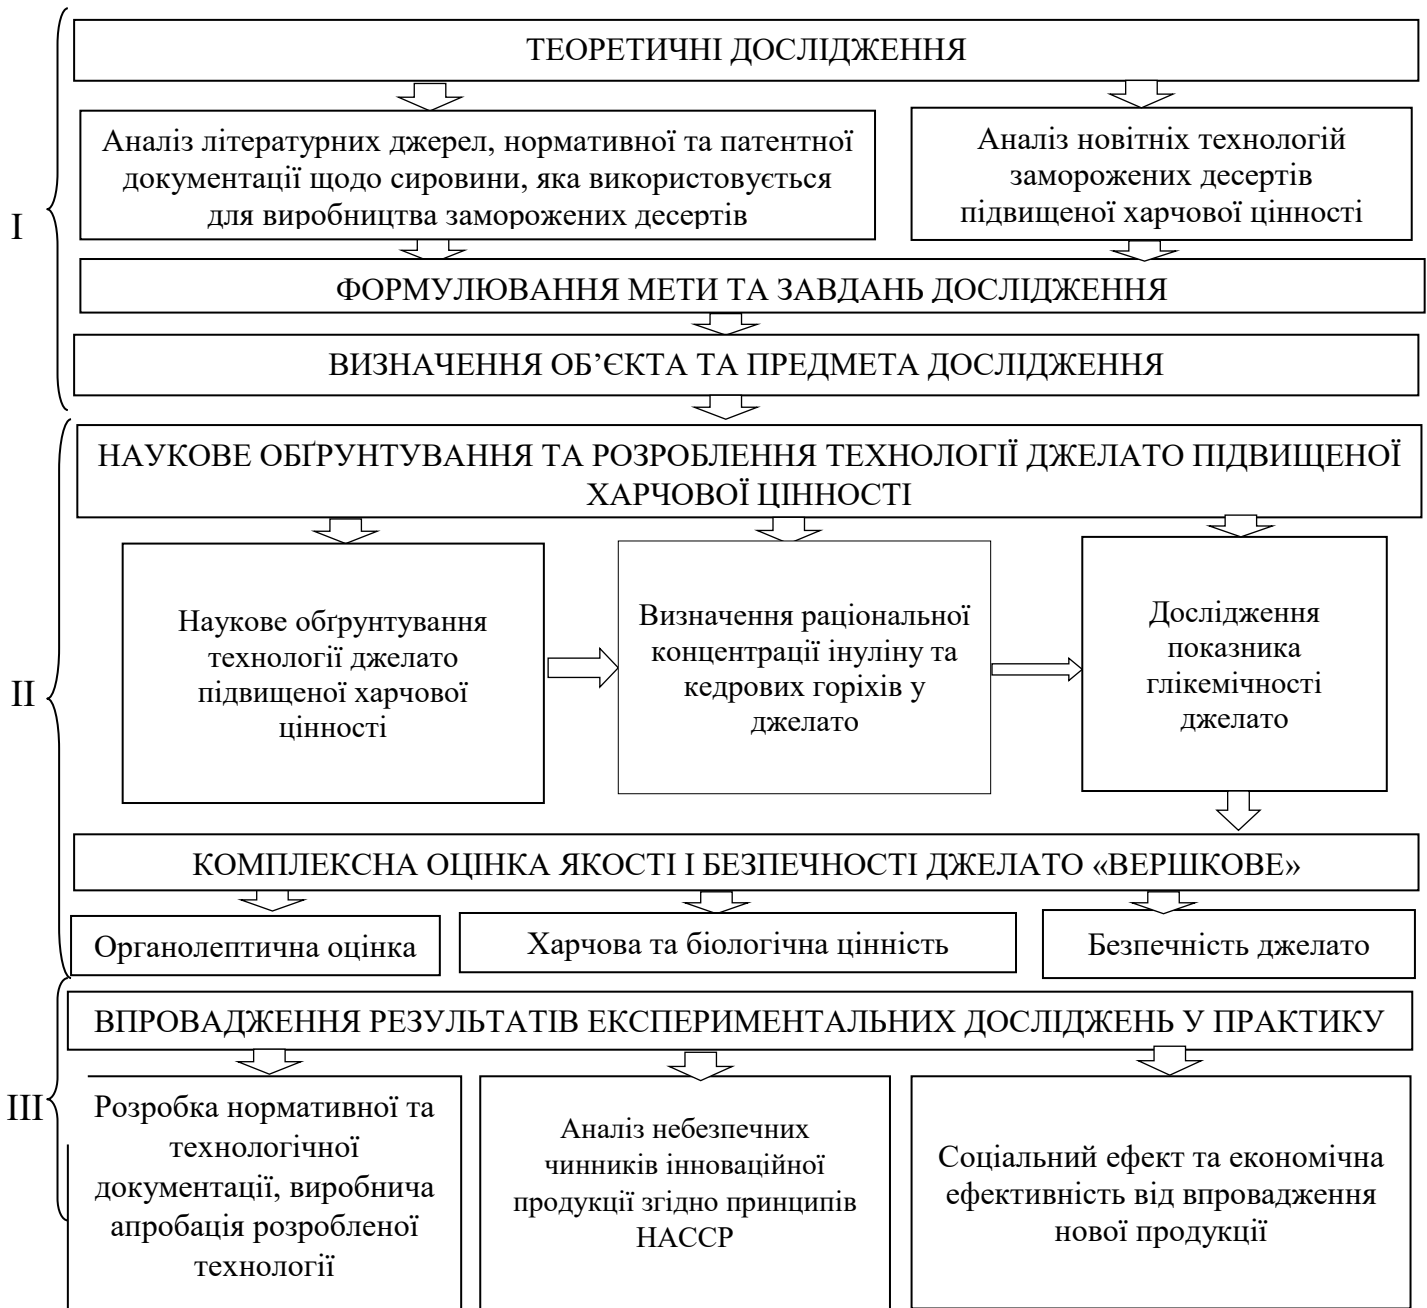 ТЕОРЕТИЧНІ ДОСЛІДЖЕННЯ
Аналіз літературних джерел, нормативної та патентної
документації щодо сировини, яка використовується
для виробництва заморожених десертів
Аналіз новітніх технологій
заморожених десертів
підвищеної харчової цінності
I
ФОРМУЛЮВАННЯ МЕТИ ТА ЗАВДАНЬ ДОСЛІДЖЕННЯ
ВИЗНАЧЕННЯ ОБ’ЄКТА ТА ПРЕДМЕТА ДОСЛІДЖЕННЯ
НАУКОВЕ ОБҐРУНТУВАННЯ ТА РОЗРОБЛЕННЯ ТЕХНОЛОГІЇ ДЖЕЛАТО ПІДВИЩЕНОЇ
ХАРЧОВОЇ ЦІННОСТІ
Наукове обґрунтування
технології джелато
підвищеної харчової
цінності
Визначення раціональної
концентрації інуліну та
кедрових горіхів у
джелато
Дослідження
показника
глікемічності
джелато
II
КОМПЛЕКСНА ОЦІНКА ЯКОСТІ І БЕЗПЕЧНОСТІ ДЖЕЛАТО «ВЕРШКОВЕ»
Органолептична оцінка
Харчова та біологічна цінність
Безпечність джелато
ВПРОВАДЖЕННЯ РЕЗУЛЬТАТІВ ЕКСПЕРИМЕНТАЛЬНИХ ДОСЛІДЖЕНЬ У ПРАКТИКУ
III
Розробка нормативної та
технологічної
документації, виробнича
апробація розробленої
технології
Аналіз небезпечних
чинників інноваційної
продукції згідно принципів
НАССР
Соціальний ефект та економічна
ефективність від впровадження
нової продукції